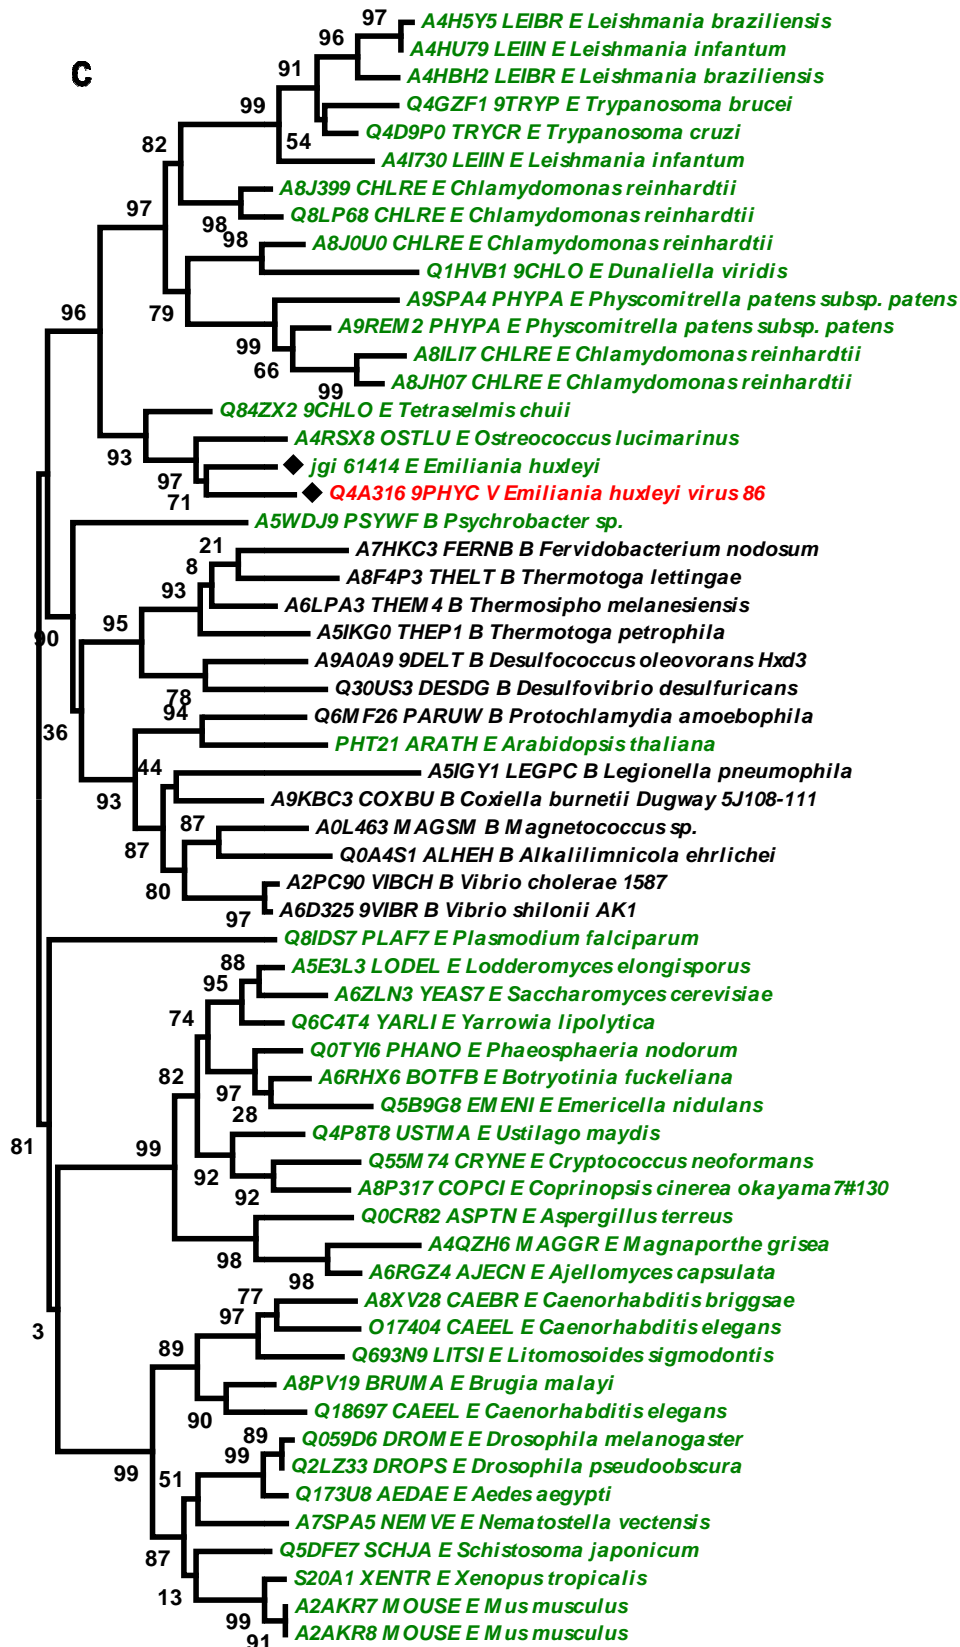 97
A4H5Y5 LEIBR E Leishmania braziliensis
96
A4HU79 LEIIN E Leishmania infantum
C
91
A4HBH2 LEIBR E Leishmania braziliensis
99
Q4GZF1 9TRYP E Trypanosoma brucei
82
54
Q4D9P0 TRYCR E Trypanosoma cruzi
A4I730 LEIIN E Leishmania infantum
97
A8J399 CHLRE E Chlamydomonas reinhardtii
98
Q8LP68 CHLRE E Chlamydomonas reinhardtii
98
A8J0U0 CHLRE E Chlamydomonas reinhardtii
Q1HVB1 9CHLO E Dunaliella viridis
96
79
A9SPA4 PHYPA E Physcomitrella patens subsp. patens
A9REM2 PHYPA E Physcomitrella patens subsp. patens
99
A8ILI7 CHLRE E Chlamydomonas reinhardtii
66
99
A8JH07 CHLRE E Chlamydomonas reinhardtii
Q84ZX2 9CHLO E Tetraselmis chuii
93
A4RSX8 OSTLU E Ostreococcus lucimarinus
97
jgi 61414 E Emiliania huxleyi
71
Q4A316 9PHYC V Emiliania huxleyi virus 86
A5WDJ9 PSYWF B Psychrobacter sp.
21
A7HKC3 FERNB B Fervidobacterium nodosum
8
A8F4P3 THELT B Thermotoga lettingae
93
A6LPA3 THEM4 B Thermosipho melanesiensis
95
90
A5IKG0 THEP1 B Thermotoga petrophila
A9A0A9 9DELT B Desulfococcus oleovorans Hxd3
78
Q30US3 DESDG B Desulfovibrio desulfuricans
94
Q6MF26 PARUW B Protochlamydia amoebophila
36
PHT21 ARATH E Arabidopsis thaliana
44
A5IGY1 LEGPC B Legionella pneumophila
93
A9KBC3 COXBU B Coxiella burnetii Dugway 5J108-111
87
A0L463 MAGSM B Magnetococcus sp.
87
Q0A4S1 ALHEH B Alkalilimnicola ehrlichei
80
A2PC90 VIBCH B Vibrio cholerae 1587
97
A6D325 9VIBR B Vibrio shilonii AK1
Q8IDS7 PLAF7 E Plasmodium falciparum
88
A5E3L3 LODEL E Lodderomyces elongisporus
95
A6ZLN3 YEAS7 E Saccharomyces cerevisiae
74
Q6C4T4 YARLI E Yarrowia lipolytica
Q0TYI6 PHANO E Phaeosphaeria nodorum
82
97
A6RHX6 BOTFB E Botryotinia fuckeliana
28
Q5B9G8 EMENI E Emericella nidulans
81
99
Q4P8T8 USTMA E Ustilago maydis
92
Q55M74 CRYNE E Cryptococcus neoformans
92
A8P317 COPCI E Coprinopsis cinerea okayama7#130
Q0CR82 ASPTN E Aspergillus terreus
98
A4QZH6 MAGGR E Magnaporthe grisea
98
A6RGZ4 AJECN E Ajellomyces capsulata
77
A8XV28 CAEBR E Caenorhabditis briggsae
3
97
O17404 CAEEL E Caenorhabditis elegans
89
Q693N9 LITSI E Litomosoides sigmodontis
A8PV19 BRUMA E Brugia malayi
90
Q18697 CAEEL E Caenorhabditis elegans
89
Q059D6 DROME E Drosophila melanogaster
99
99
51
Q2LZ33 DROPS E Drosophila pseudoobscura
Q173U8 AEDAE E Aedes aegypti
A7SPA5 NEMVE E Nematostella vectensis
87
Q5DFE7 SCHJA E Schistosoma japonicum
13
S20A1 XENTR E Xenopus tropicalis
99
A2AKR7 MOUSE E Mus musculus
91
A2AKR8 MOUSE E Mus musculus